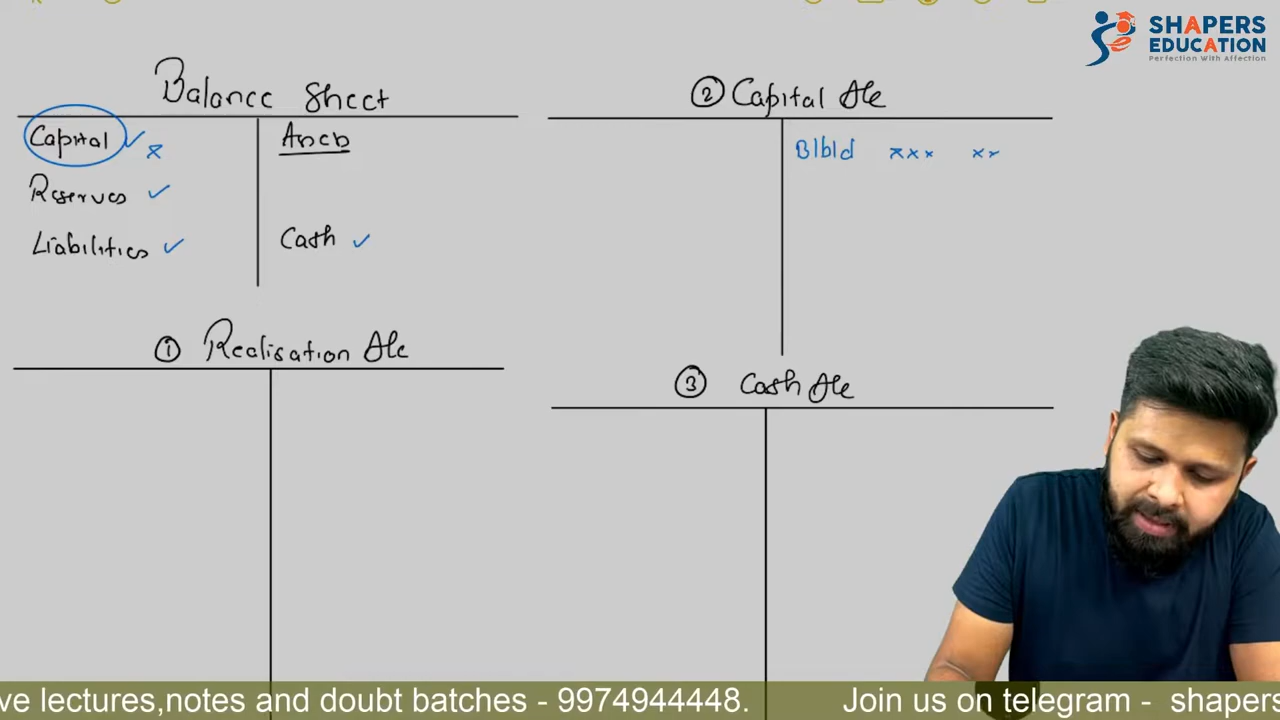 SHAPERS
EDUCATION
Perfection With Affection
Balance Sheet
Capital ✓ x
Reserves ✓
Liabilities ✓
Assets
Cash ✓
② Capital A/c
B/b/d xxx xx
① Realisation A/c
③ Cash A/c
ve lectures,notes and doubt batches - 9974944448. Join us on telegram - shapers